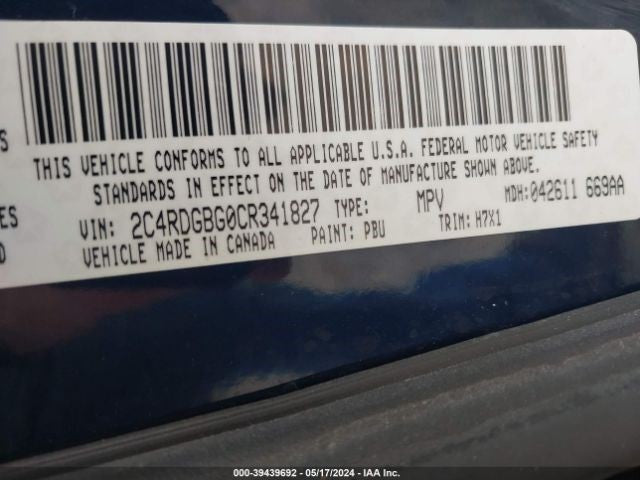 S
THIS VEHICLE CONFORMS TO ALL APPLICABLE U.S.A. FEDERAL MOTOR VEHICLE SAFETY
STANDARDS IN EFFECT ON THE DATE OF MANUFACTURE SHOWN ABOVE.
ES VIN: 2C4RDGBG0CR341827 TYPE: MPV MDH:042611 669AA
D VEHICLE MADE IN CANADA PAINT: PBU TRIM: H7X1
000-39439692 - 05/17/2024 - IAA Inc.